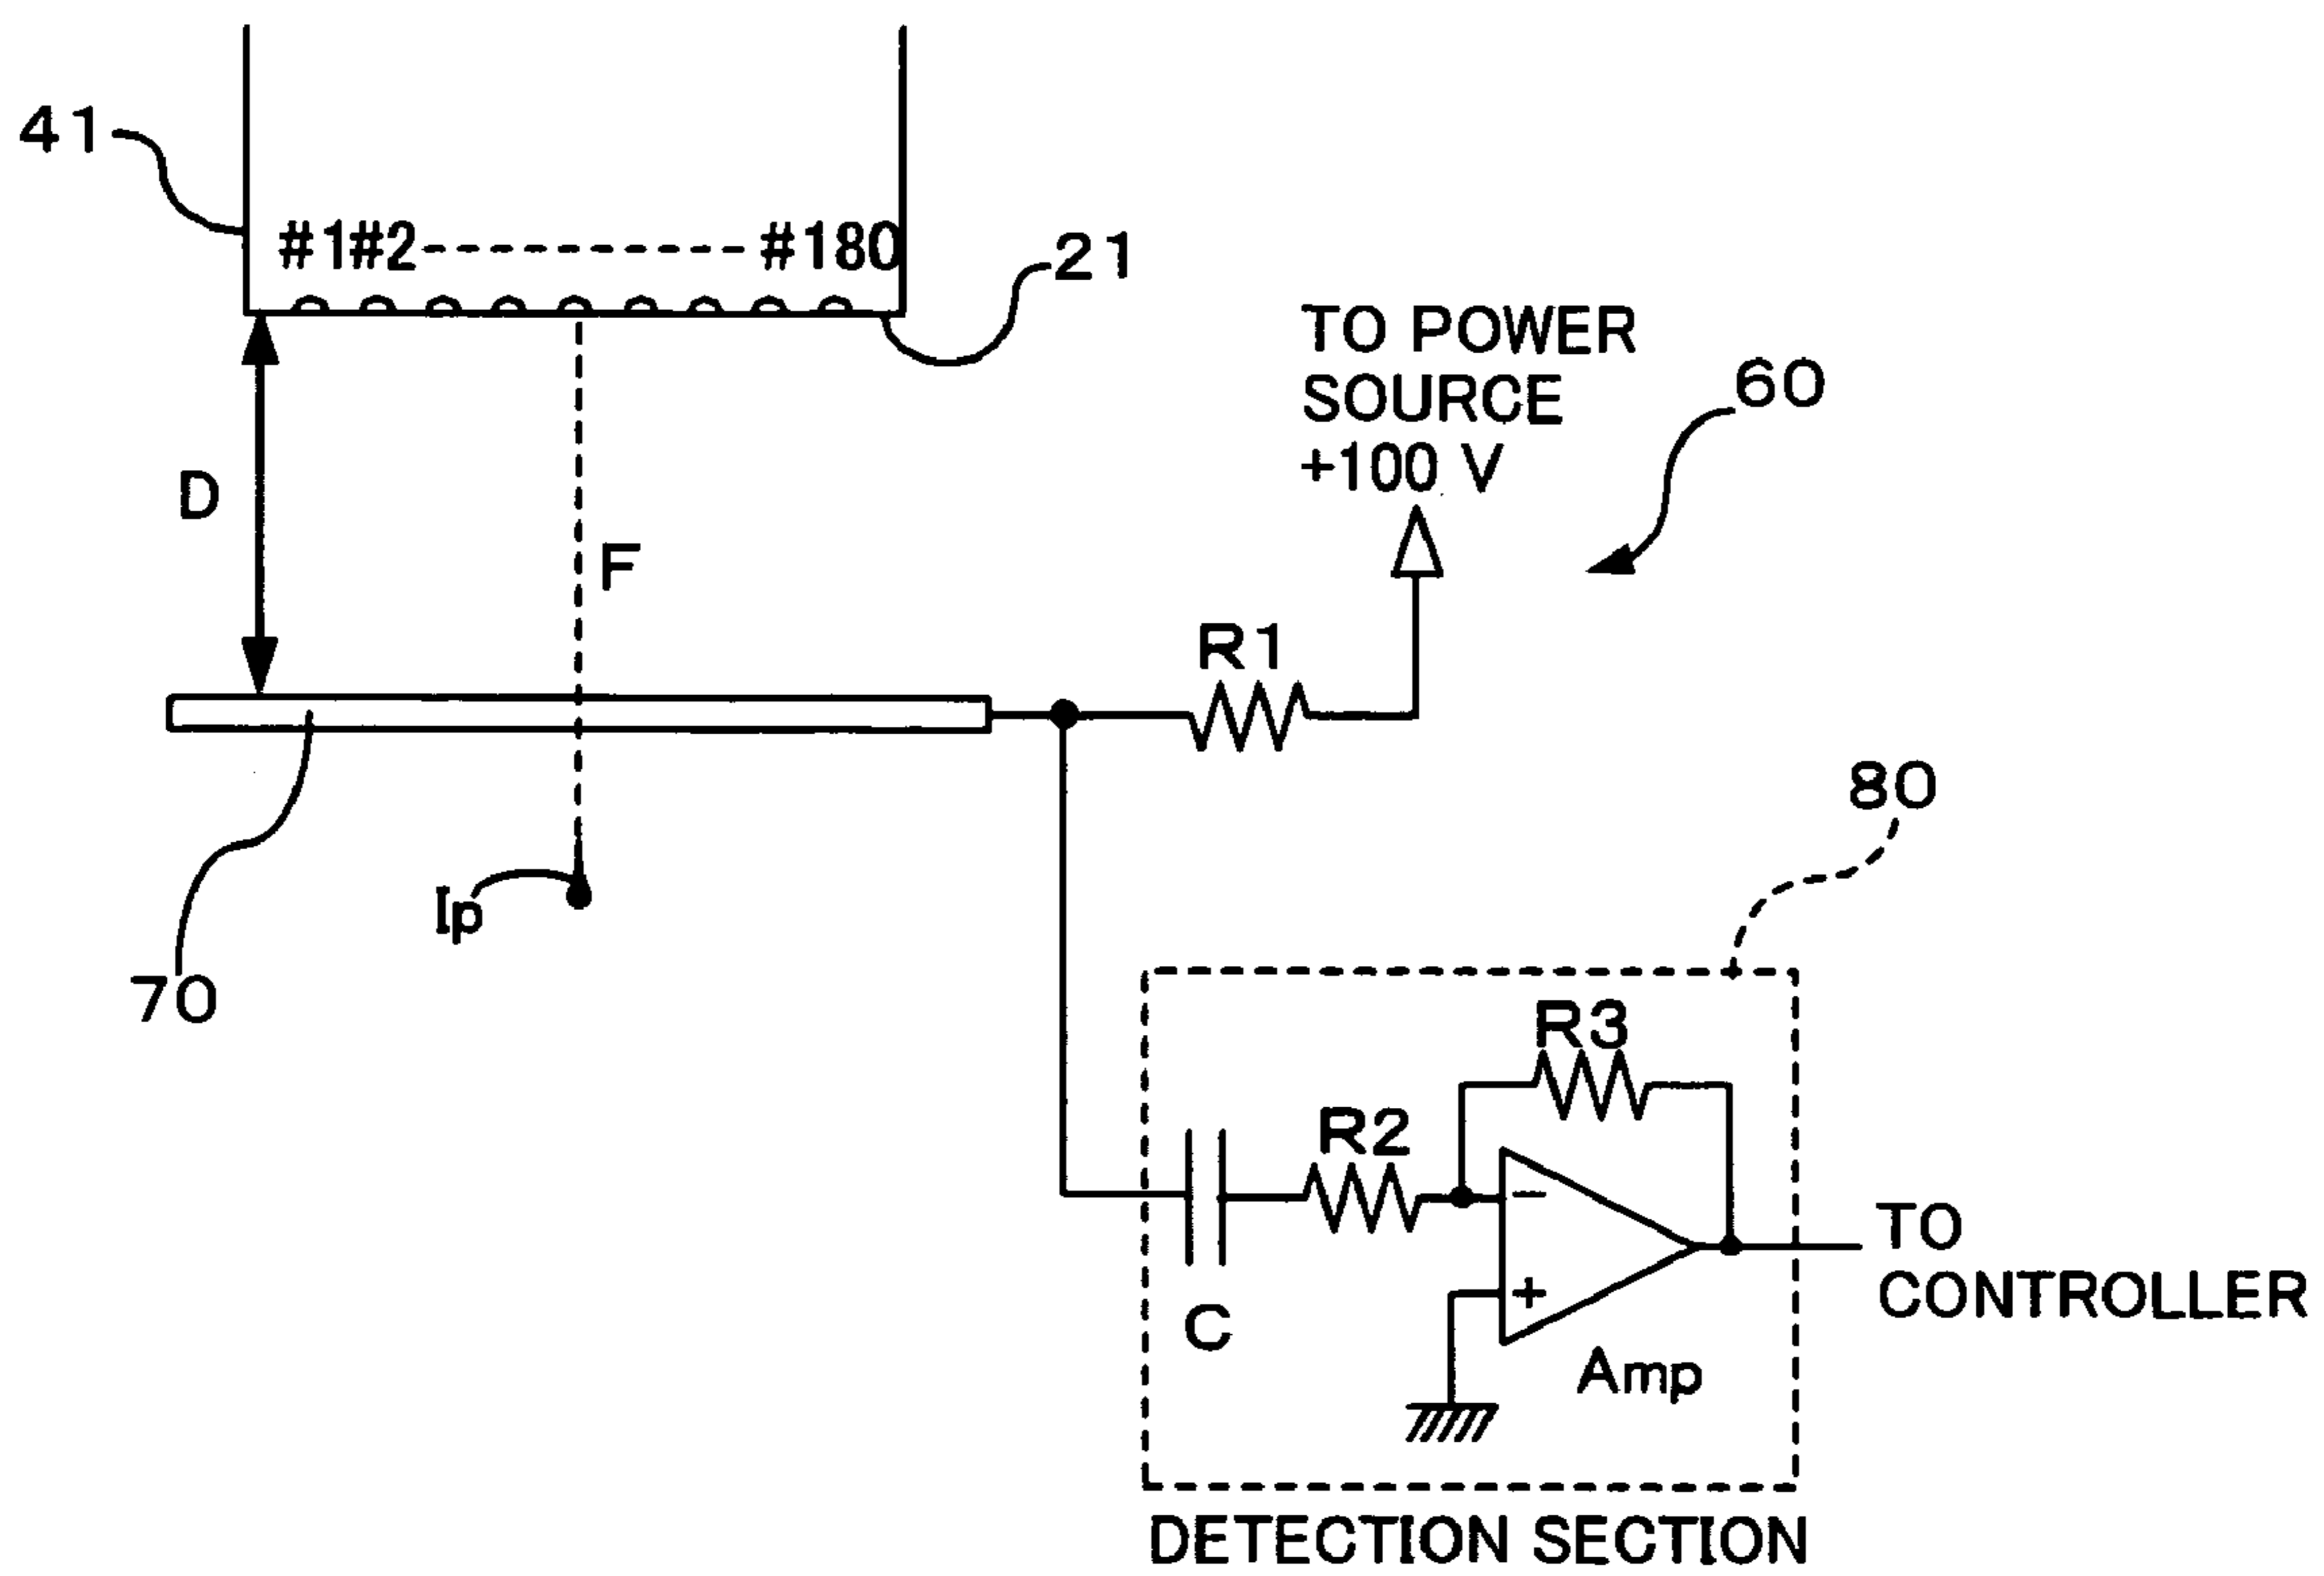 41
#1#2----------#180
21
TO POWER
SOURCE
+100 V
60
D
F
R1
80
Ip
70
R3
R2
−
+
C
Amp
TO
CONTROLLER
DETECTION SECTION